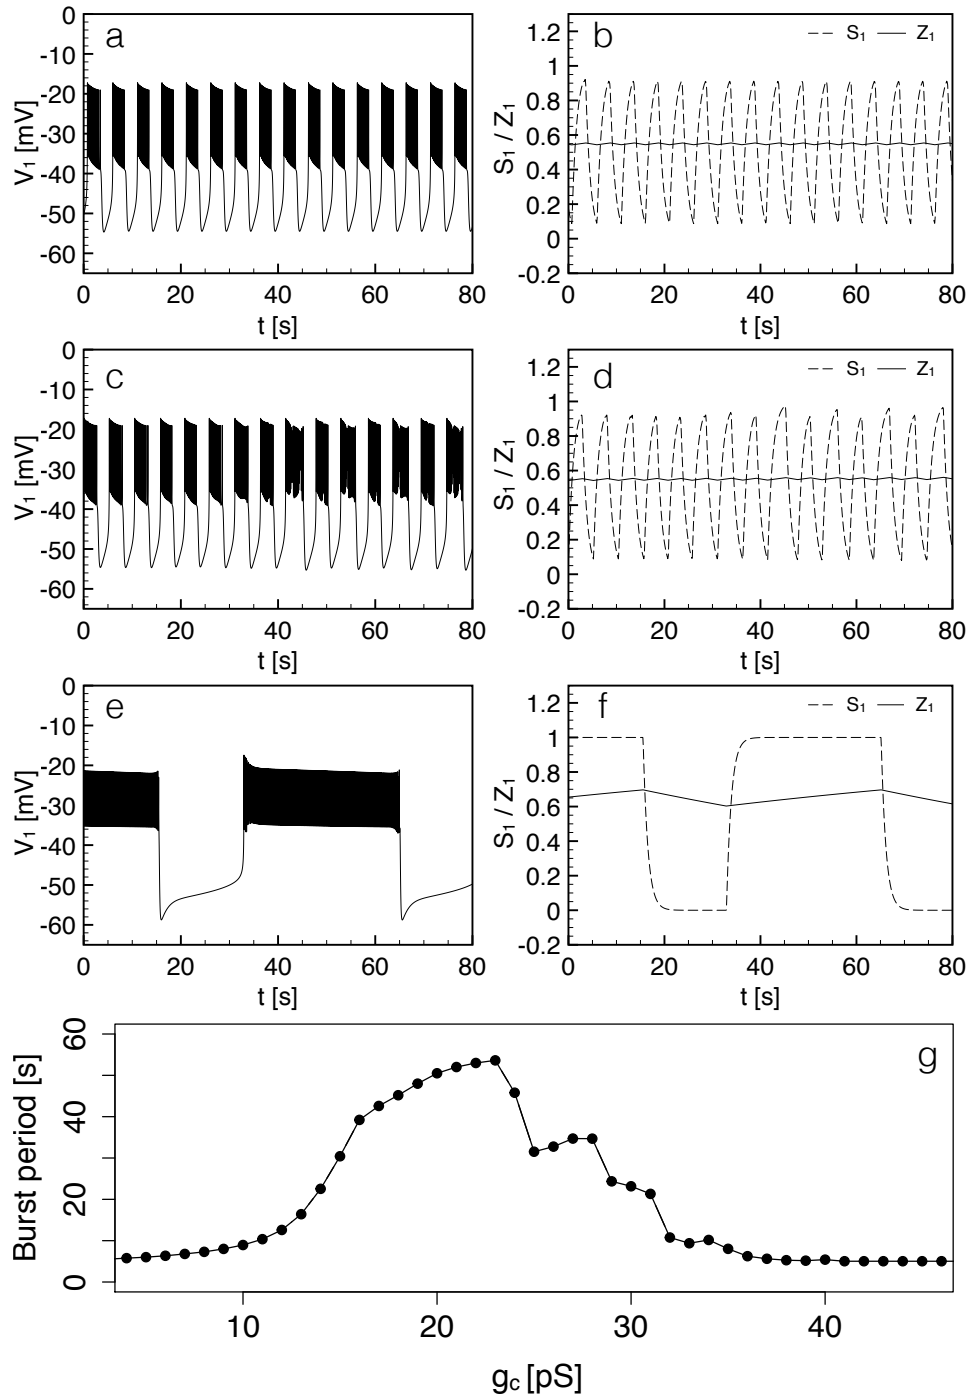 a
0
-10
-20
-30
-40
-50
-60
V₁ [mV]
0 20 40 60 80
t [s]
b
S₁ Z₁
1.2
1
0.8
0.6
0.4
0.2
0
-0.2
S₁ / Z₁
0 20 40 60 80
t [s]
c
0
-10
-20
-30
-40
-50
-60
V₁ [mV]
0 20 40 60 80
t [s]
d
S₁ Z₁
1.2
1
0.8
0.6
0.4
0.2
0
-0.2
S₁ / Z₁
0 20 40 60 80
t [s]
e
0
-10
-20
-30
-40
-50
-60
V₁ [mV]
0 20 40 60 80
t [s]
f
S₁ Z₁
1.2
1
0.8
0.6
0.4
0.2
0
-0.2
S₁ / Z₁
0 20 40 60 80
t [s]
g
60
40
20
0
Burst period [s]
10 20 30 40
g_c [pS]